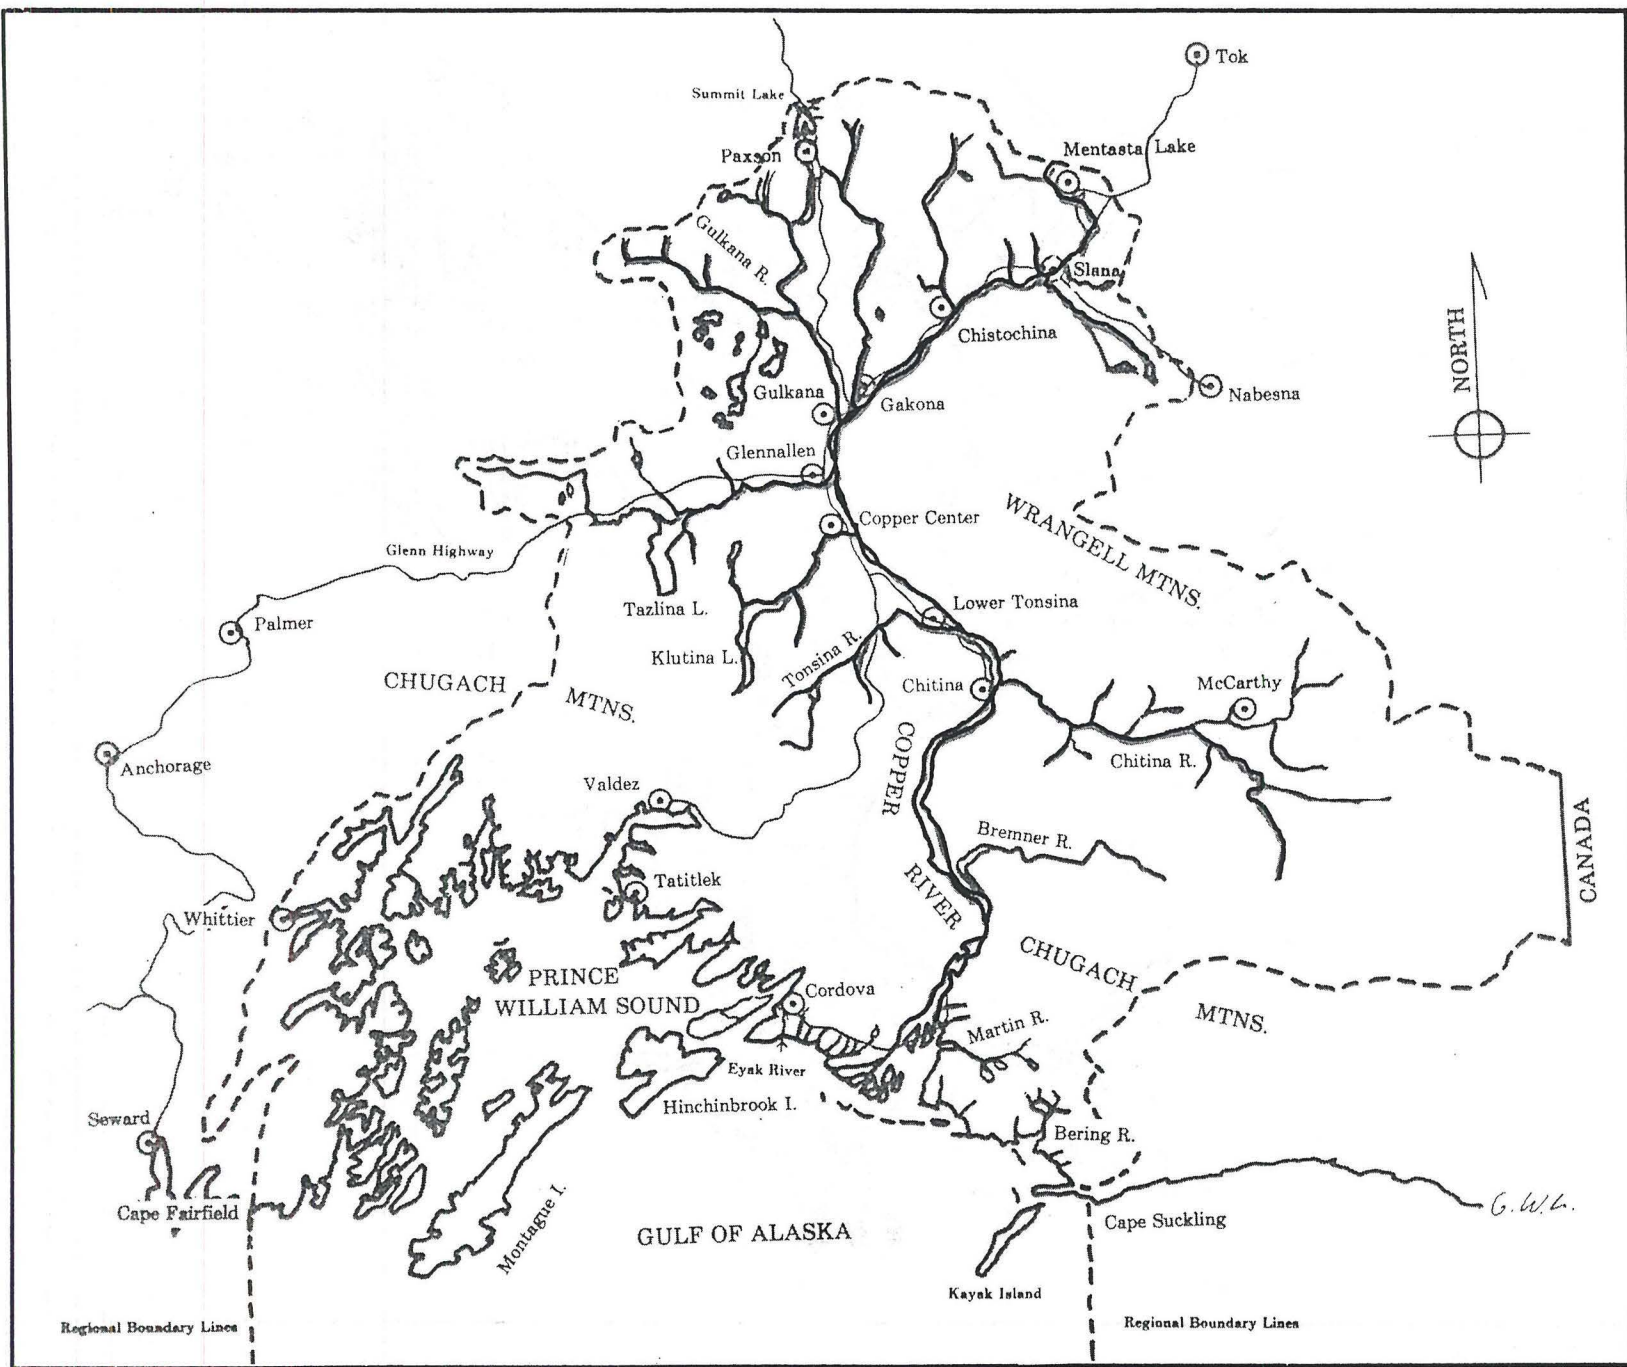 Tok
Summit Lake
Paxson
Mentasta Lake
Gulkana R.
Slana
Chistochina
NORTH
Nabesna
Gulkana
Gakona
Glennallen
WRANGELL MTNS.
Copper Center
Glenn Highway
Tazlina L.
Lower Tonsina
Palmer
Klutina L.
Tonsina R.
CHUGACH
MTNS.
Chitina
McCarthy
COPPER
RIVER
Anchorage
Chitina R.
Valdez
Bremner R.
CANADA
Tatitlek
Whittier
CHUGACH
MTNS.
PRINCE
WILLIAM SOUND
Cordova
Martin R.
Eyak River
Hinchinbrook I.
Seward
Bering R.
Cape Fairfield
Montague I.
GULF OF ALASKA
Cape Suckling
G.W.L.
Kayak Island
Regional Boundary Lines
Regional Boundary Lines